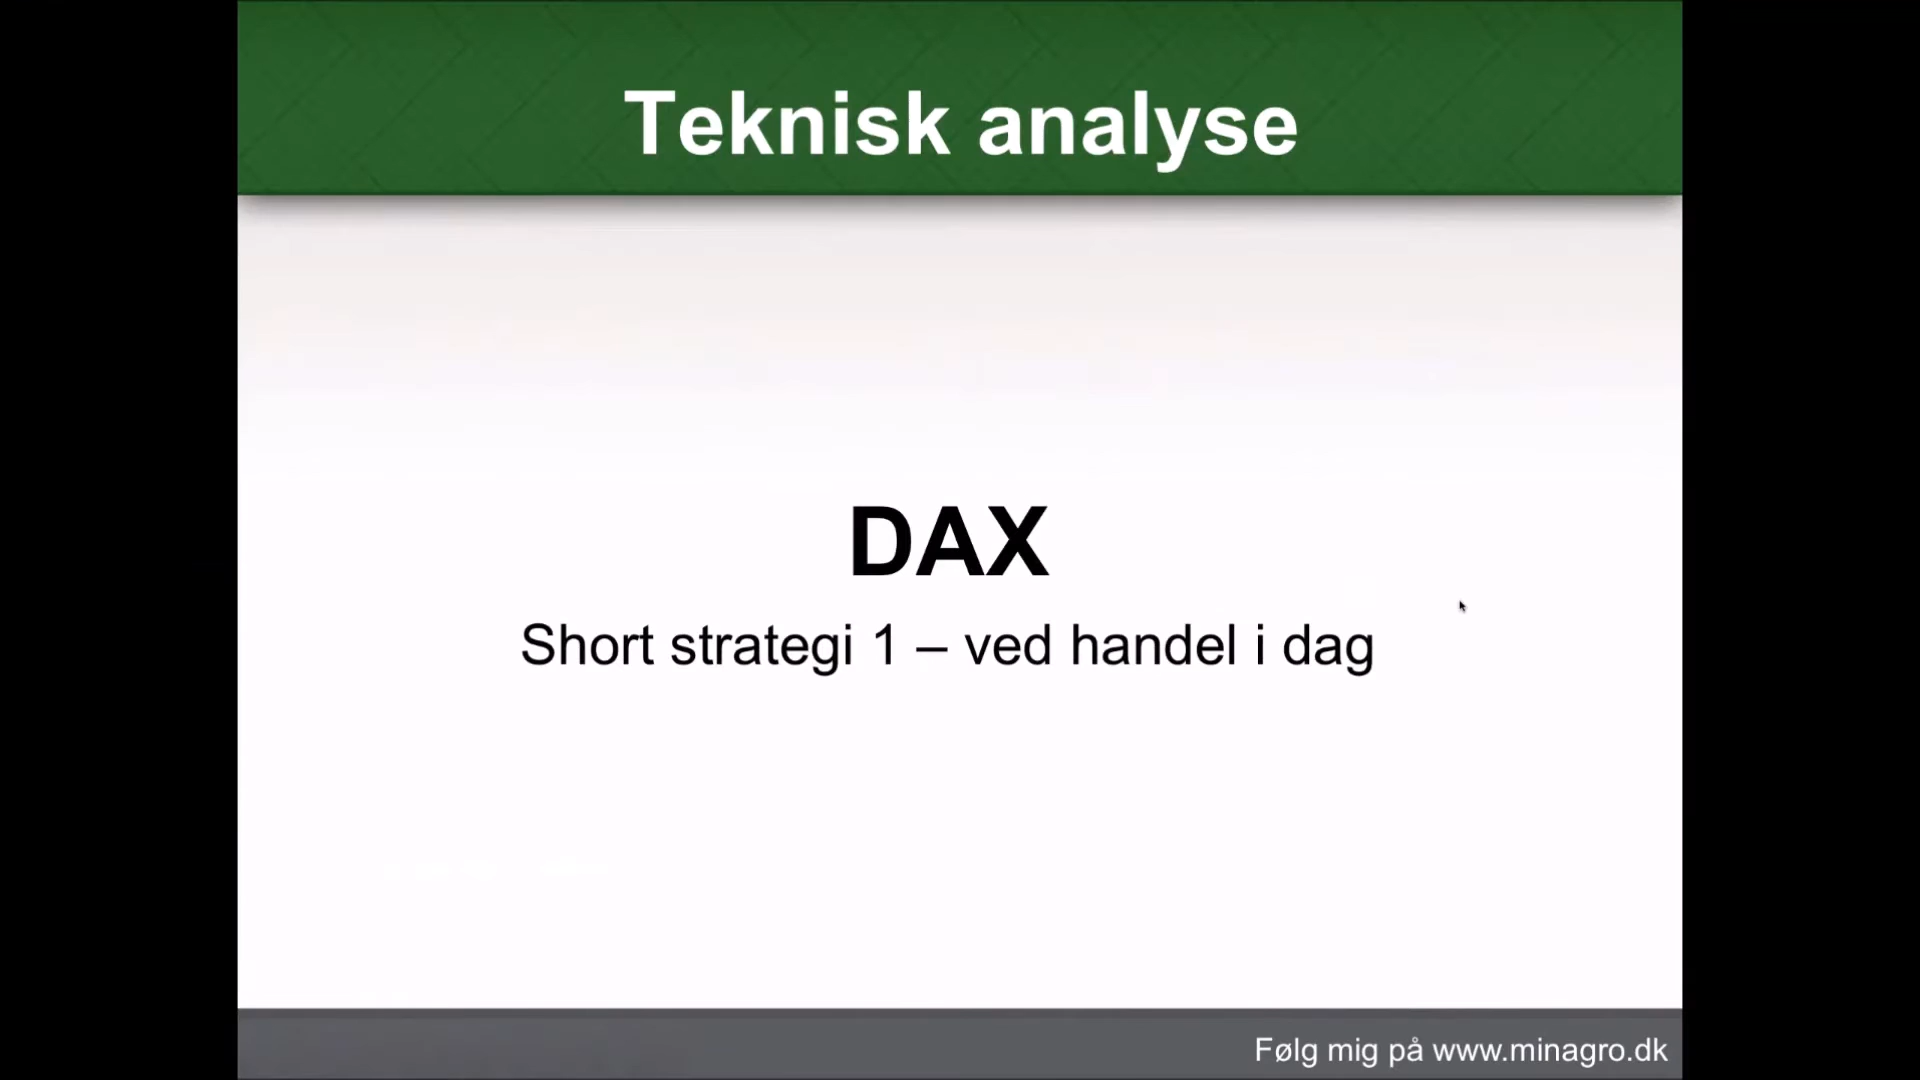 Teknisk analyse
DAX
Short strategi 1 – ved handel i dag
Følg mig på www.minagro.dk